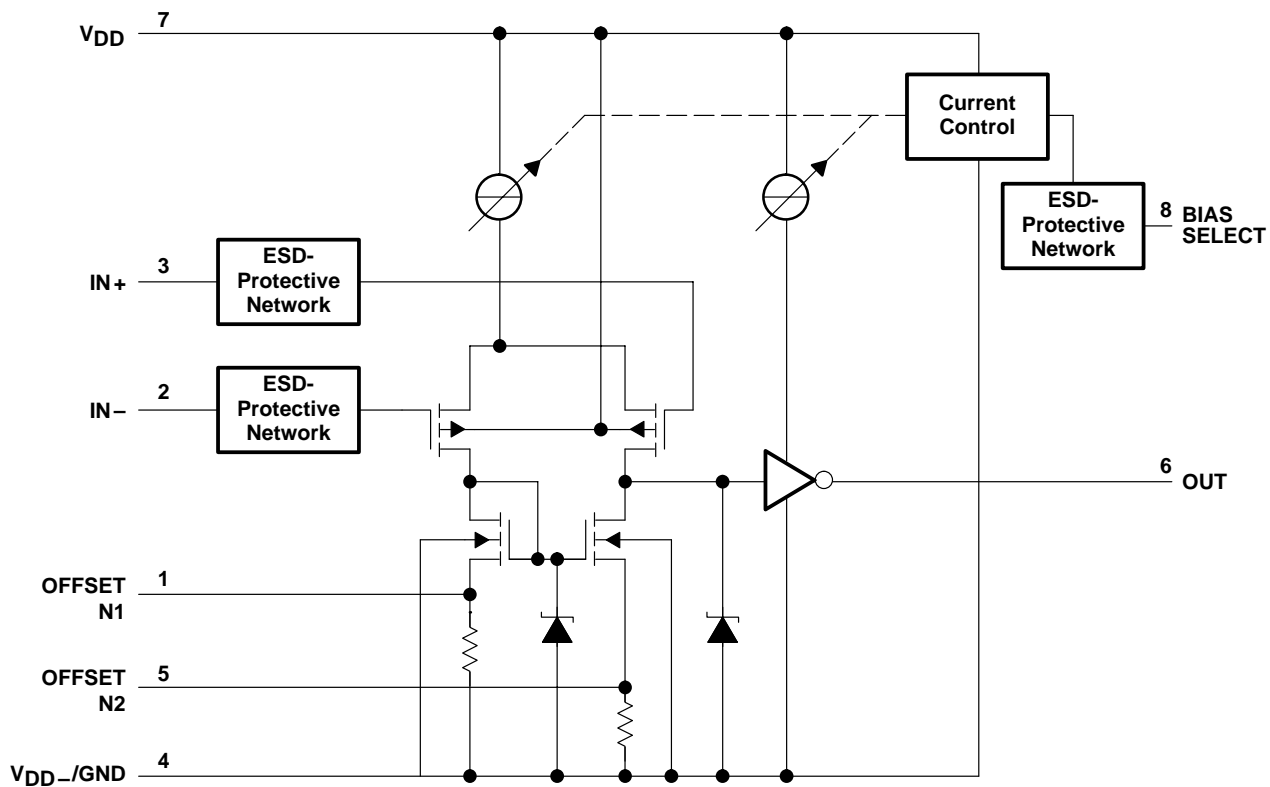 VDD 7
Current
Control
ESD-
Protective
Network
8 BIAS
SELECT
IN+ 3
ESD-
Protective
Network
IN− 2
ESD-
Protective
Network
6 OUT
OFFSET
N1 1
OFFSET
N2 5
VDD−/GND 4